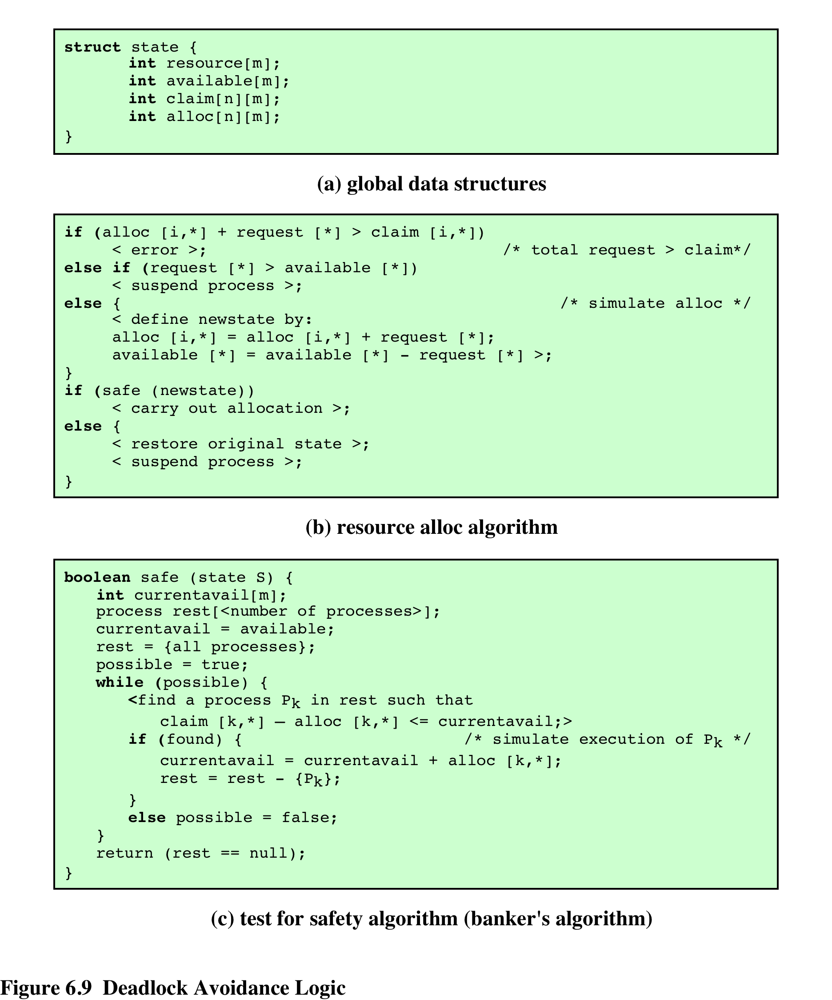 struct state {
int resource[m];
int available[m];
int claim[n][m];
int alloc[n][m];
}
(a) global data structures
if (alloc [i,*] + request [*] > claim [i,*])
< error >; /* total request > claim*/
else if (request [*] > available [*])
< suspend process >;
else { /* simulate alloc */
< define newstate by:
alloc [i,*] = alloc [i,*] + request [*];
available [*] = available [*] - request [*] >;
}
if (safe (newstate))
< carry out allocation >;
else {
< restore original state >;
< suspend process >;
}
(b) resource alloc algorithm
boolean safe (state S) {
int currentavail[m];
process rest[<number of processes>];
currentavail = available;
rest = {all processes};
possible = true;
while (possible) {
<find a process Pk in rest such that
claim [k,*] – alloc [k,*] <= currentavail;>
if (found) { /* simulate execution of Pk */
currentavail = currentavail + alloc [k,*];
rest = rest - {Pk};
}
else possible = false;
}
return (rest == null);
}
(c) test for safety algorithm (banker's algorithm)
Figure 6.9 Deadlock Avoidance Logic